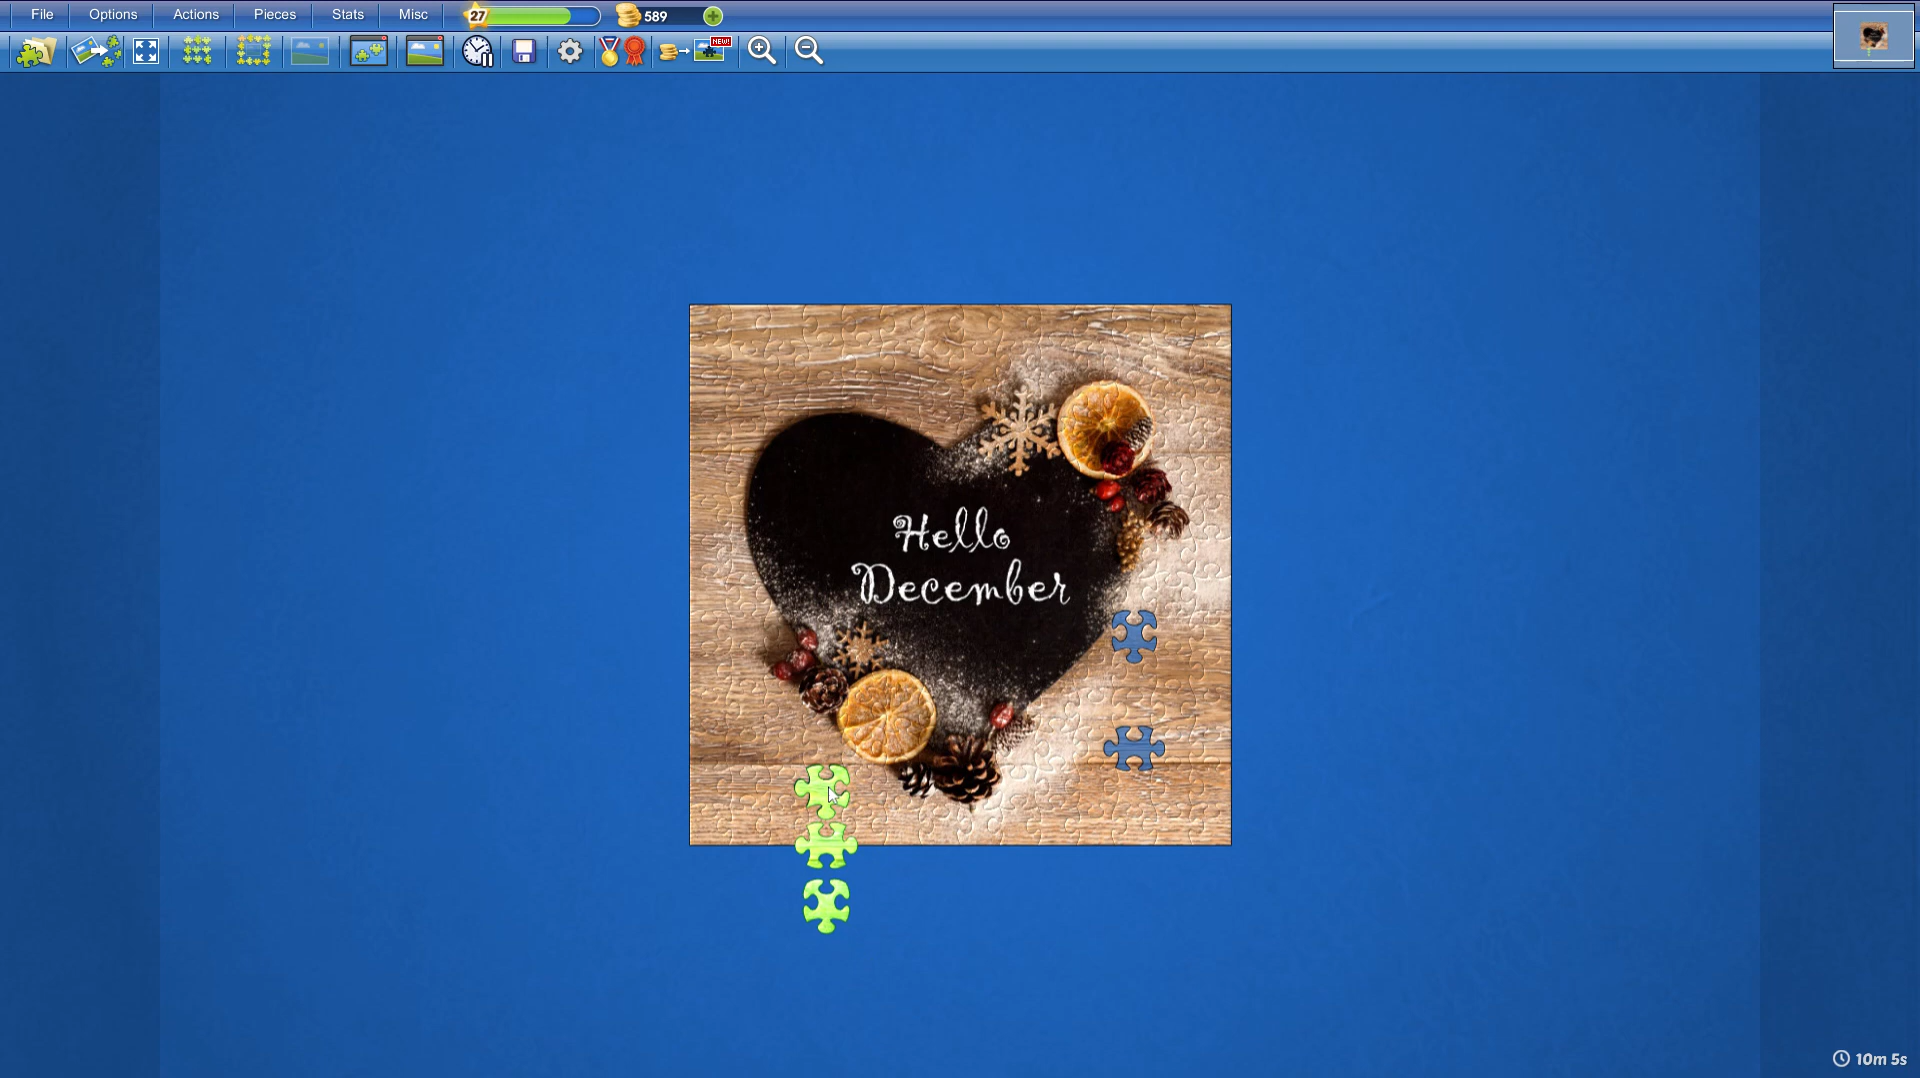 File Options Actions Pieces Stats Misc 27 589
NEW!
Hello
December
10m 5s